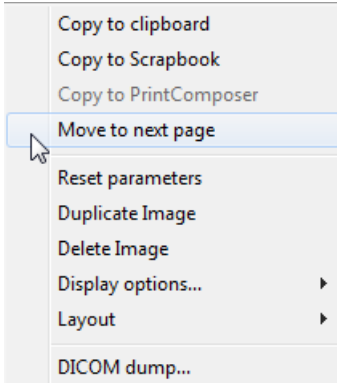 Copy to clipboard
Copy to Scrapbook
Copy to PrintComposer
Move to next page
Reset parameters
Duplicate Image
Delete Image
Display options...
Layout
DICOM dump...